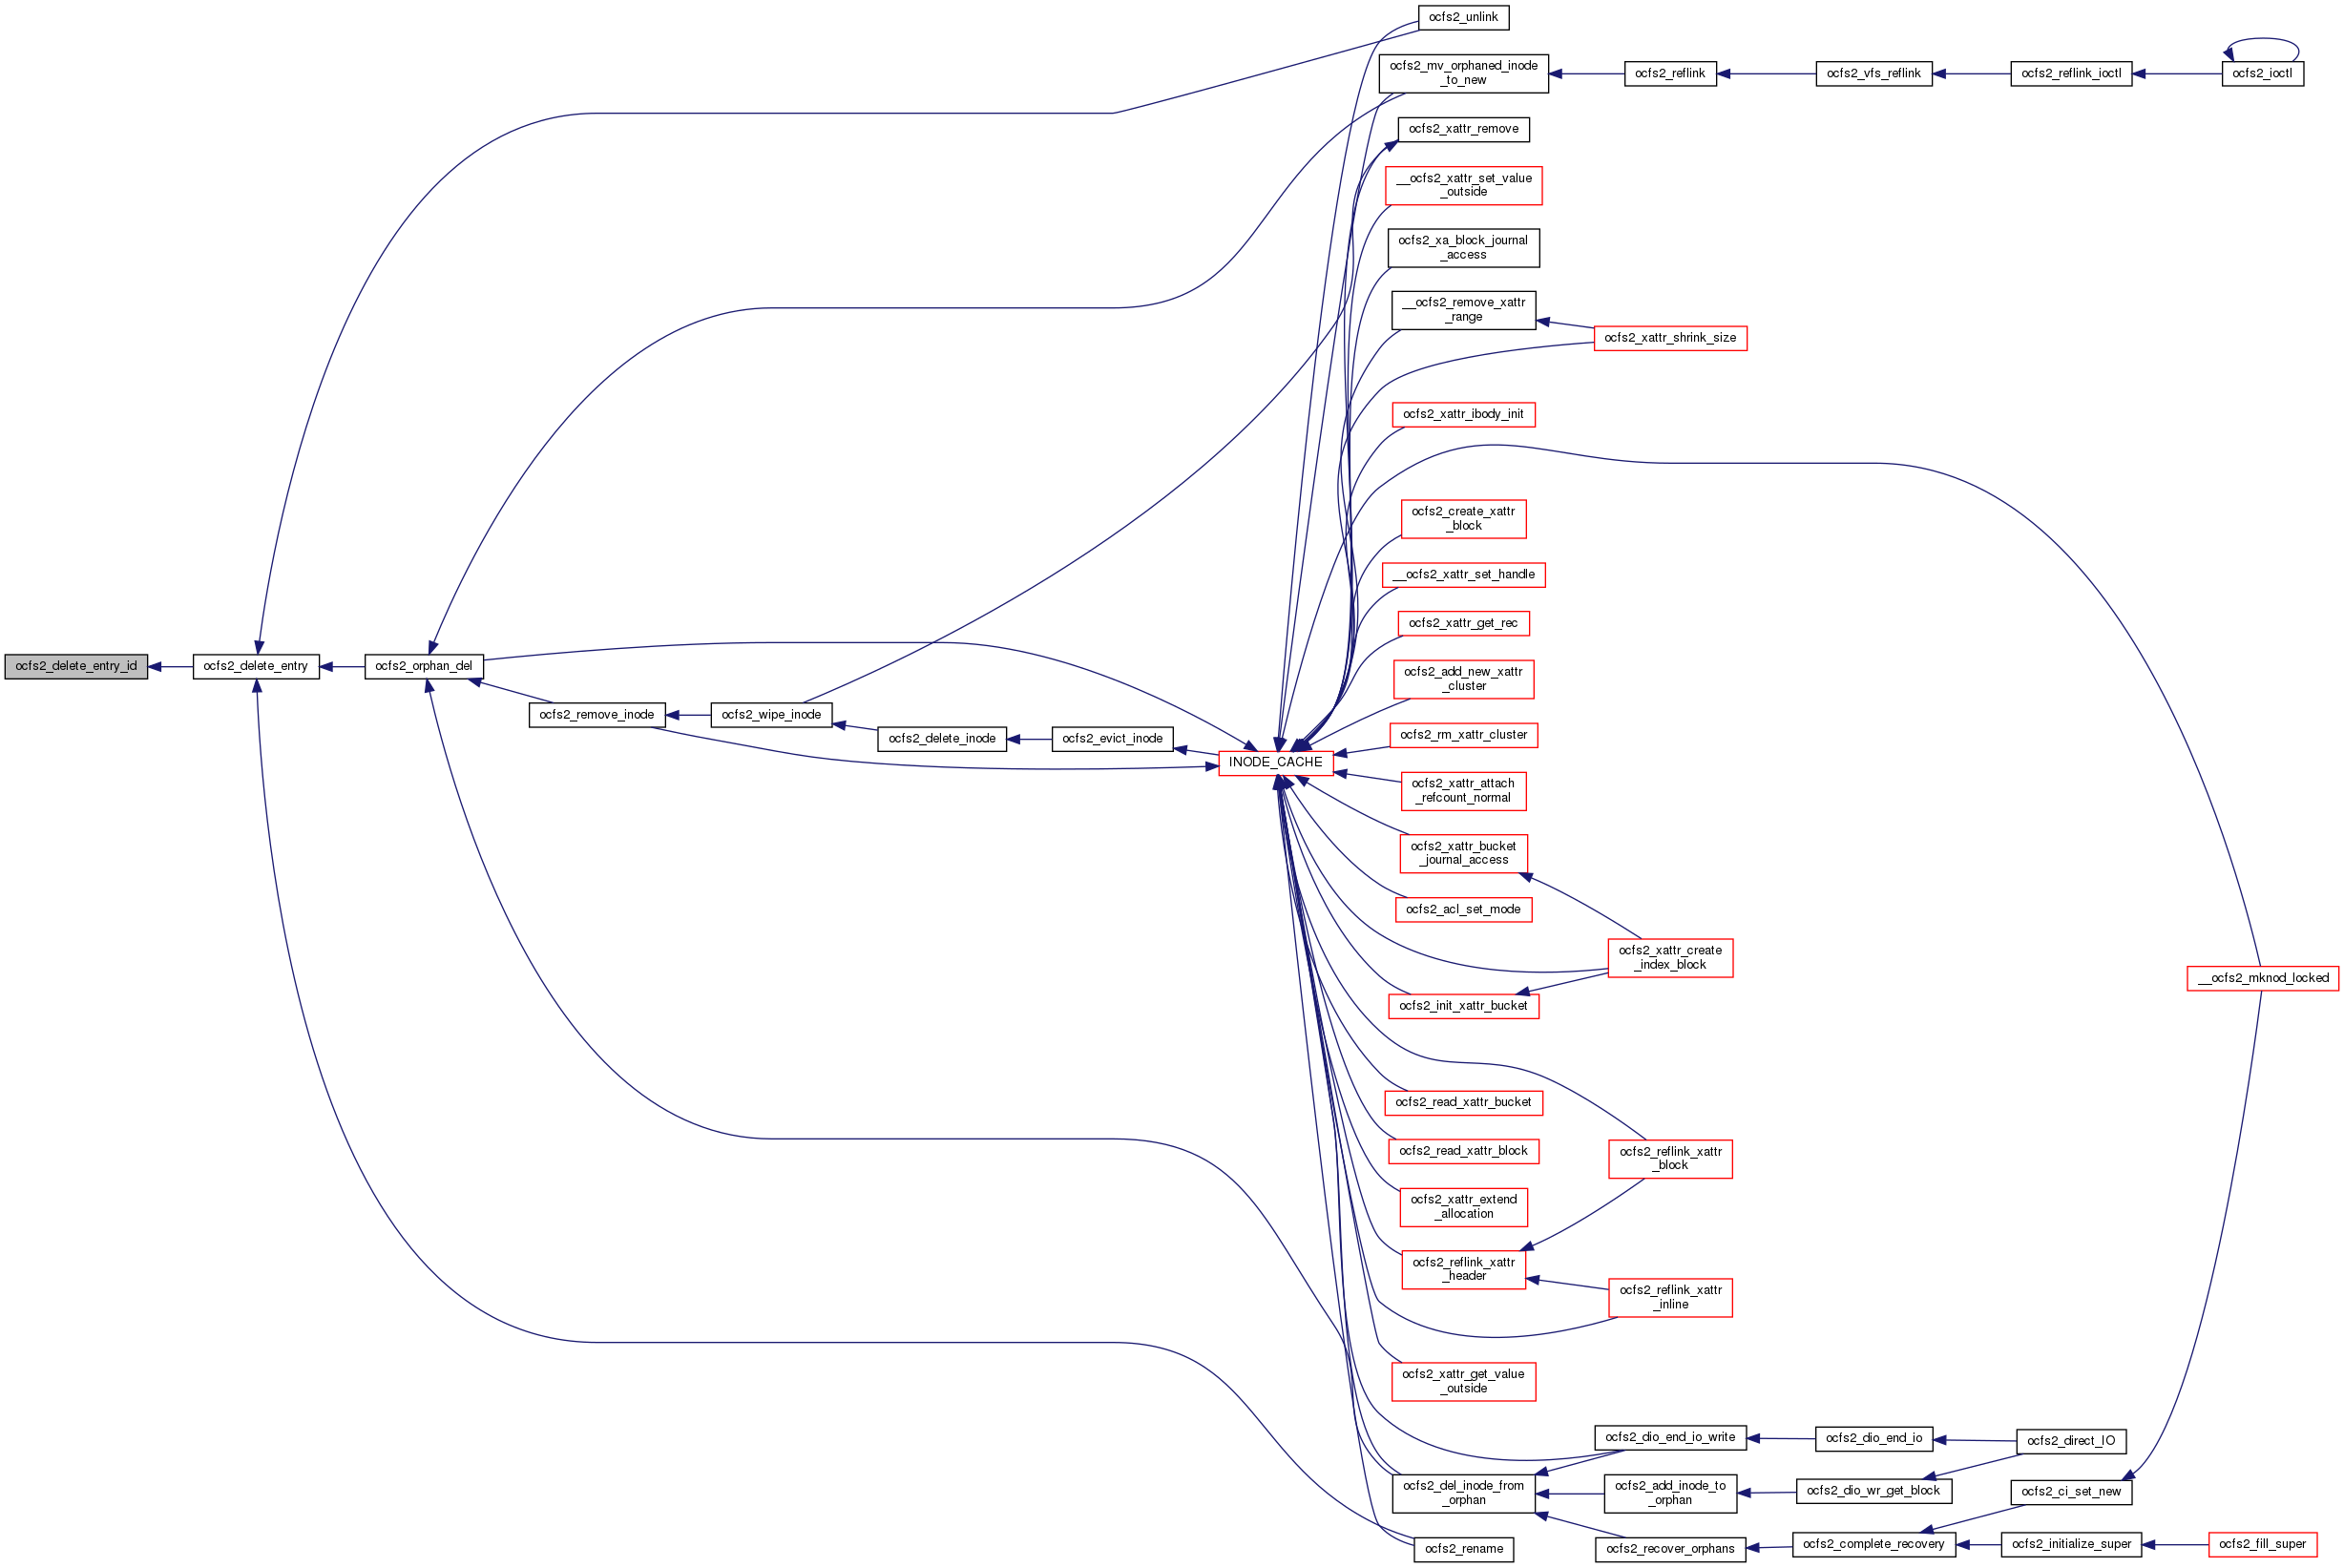 ocfs2_unlink
ocfs2_mv_orphaned_inode
_to_new
ocfs2_reflink
ocfs2_vfs_reflink
ocfs2_reflink_ioctl
ocfs2_ioctl
ocfs2_xattr_remove
__ocfs2_xattr_set_value
_outside
ocfs2_xa_block_journal
_access
__ocfs2_remove_xattr
_range
ocfs2_xattr_shrink_size
ocfs2_xattr_ibody_init
ocfs2_create_xattr
_block
__ocfs2_xattr_set_handle
ocfs2_xattr_get_rec
ocfs2_delete_entry_id
ocfs2_delete_entry
ocfs2_orphan_del
ocfs2_add_new_xattr
_cluster
ocfs2_remove_inode
ocfs2_wipe_inode
ocfs2_delete_inode
ocfs2_evict_inode
ocfs2_rm_xattr_cluster
INODE_CACHE
ocfs2_xattr_attach
_refcount_normal
ocfs2_xattr_bucket
_journal_access
ocfs2_acl_set_mode
ocfs2_xattr_create
_index_block
__ocfs2_mknod_locked
ocfs2_init_xattr_bucket
ocfs2_read_xattr_bucket
ocfs2_read_xattr_block
ocfs2_reflink_xattr
_block
ocfs2_xattr_extend
_allocation
ocfs2_reflink_xattr
_header
ocfs2_reflink_xattr
_inline
ocfs2_xattr_get_value
_outside
ocfs2_dio_end_io_write
ocfs2_dio_end_io
ocfs2_direct_IO
ocfs2_del_inode_from
_orphan
ocfs2_add_inode_to
_orphan
ocfs2_dio_wr_get_block
ocfs2_ci_set_new
ocfs2_rename
ocfs2_recover_orphans
ocfs2_complete_recovery
ocfs2_initialize_super
ocfs2_fill_super